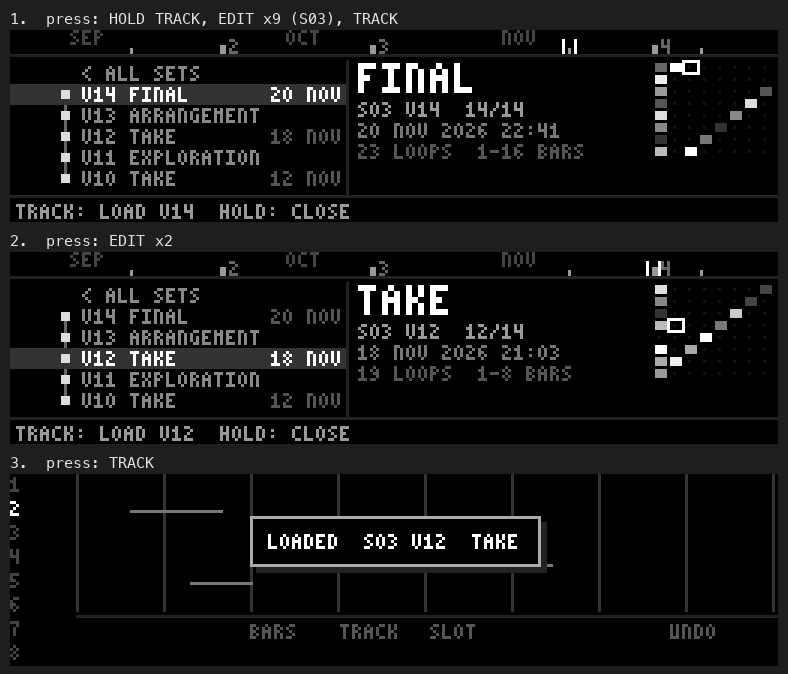 1.  press: HOLD TRACK, EDIT x9 (S03), TRACK
SEP 2 OCT 3 NOV 4
< ALL SETS
V14 FINAL 20 NOV
V13 ARRANGEMENT
V12 TAKE 18 NOV
V11 EXPLORATION
V10 TAKE 12 NOV
FINAL
S03 V14 14/14
20 NOV 2026 22:41
23 LOOPS 1-16 BARS
TRACK: LOAD V14 HOLD: CLOSE
2.  press: EDIT x2
SEP 2 OCT 3 NOV 4
< ALL SETS
V14 FINAL 20 NOV
V13 ARRANGEMENT
V12 TAKE 18 NOV
V11 EXPLORATION
V10 TAKE 12 NOV
TAKE
S03 V12 12/14
18 NOV 2026 21:03
19 LOOPS 1-8 BARS
TRACK: LOAD V12 HOLD: CLOSE
3.  press: TRACK
1
2
3
4
5
6
7
8
LOADED S03 V12 TAKE
BARS TRACK SLOT UNDO